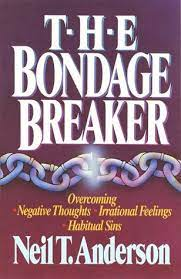 T·H·E
BONDAGE
BREAKER
Overcoming
•Negative Thoughts •Irrational Feelings
•Habitual Sins
Neil T. Anderson